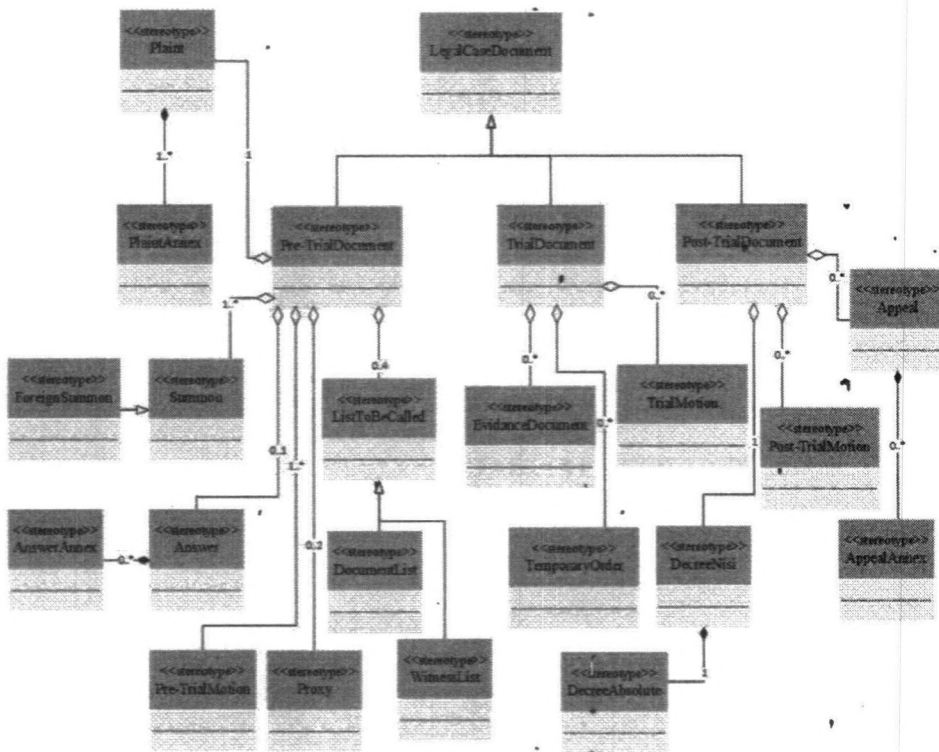 <<stereotype>>
Plaint
<<stereotype>>
LegalCaseDocument
1..*
1
<<stereotype>>
PlaintAnnex
<<stereotype>>
Pre-TrialDocument
<<stereotype>>
TrialDocument
<<stereotype>>
Post-TrialDocument
1..*
0..*
0..*
<<stereotype>>
Appeal
<<stereotype>>
ForeignSummon
<<stereotype>>
Summon
0..4
<<stereotype>>
ListToBeCalled
0..*
<<stereotype>>
EvidanceDocument
<<stereotype>>
TrialMotion
0..*
<<stereotype>>
Post-TrialMotion
0..1
1..*
0..*
1
0..*
<<stereotype>>
AnswerAnnex
0..*
<<stereotype>>
Answer
0..2
<<stereotype>>
DocumentList
<<stereotype>>
TemparatyOrder
<<stereotype>>
DecreeNisi
<<stereotype>>
AppealAnnex
<<stereotype>>
Pre-TrialMotion
<<stereotype>>
Proxy
<<stereotype>>
WitnessList
<<stereotype>>
DecreeAbsolute
1